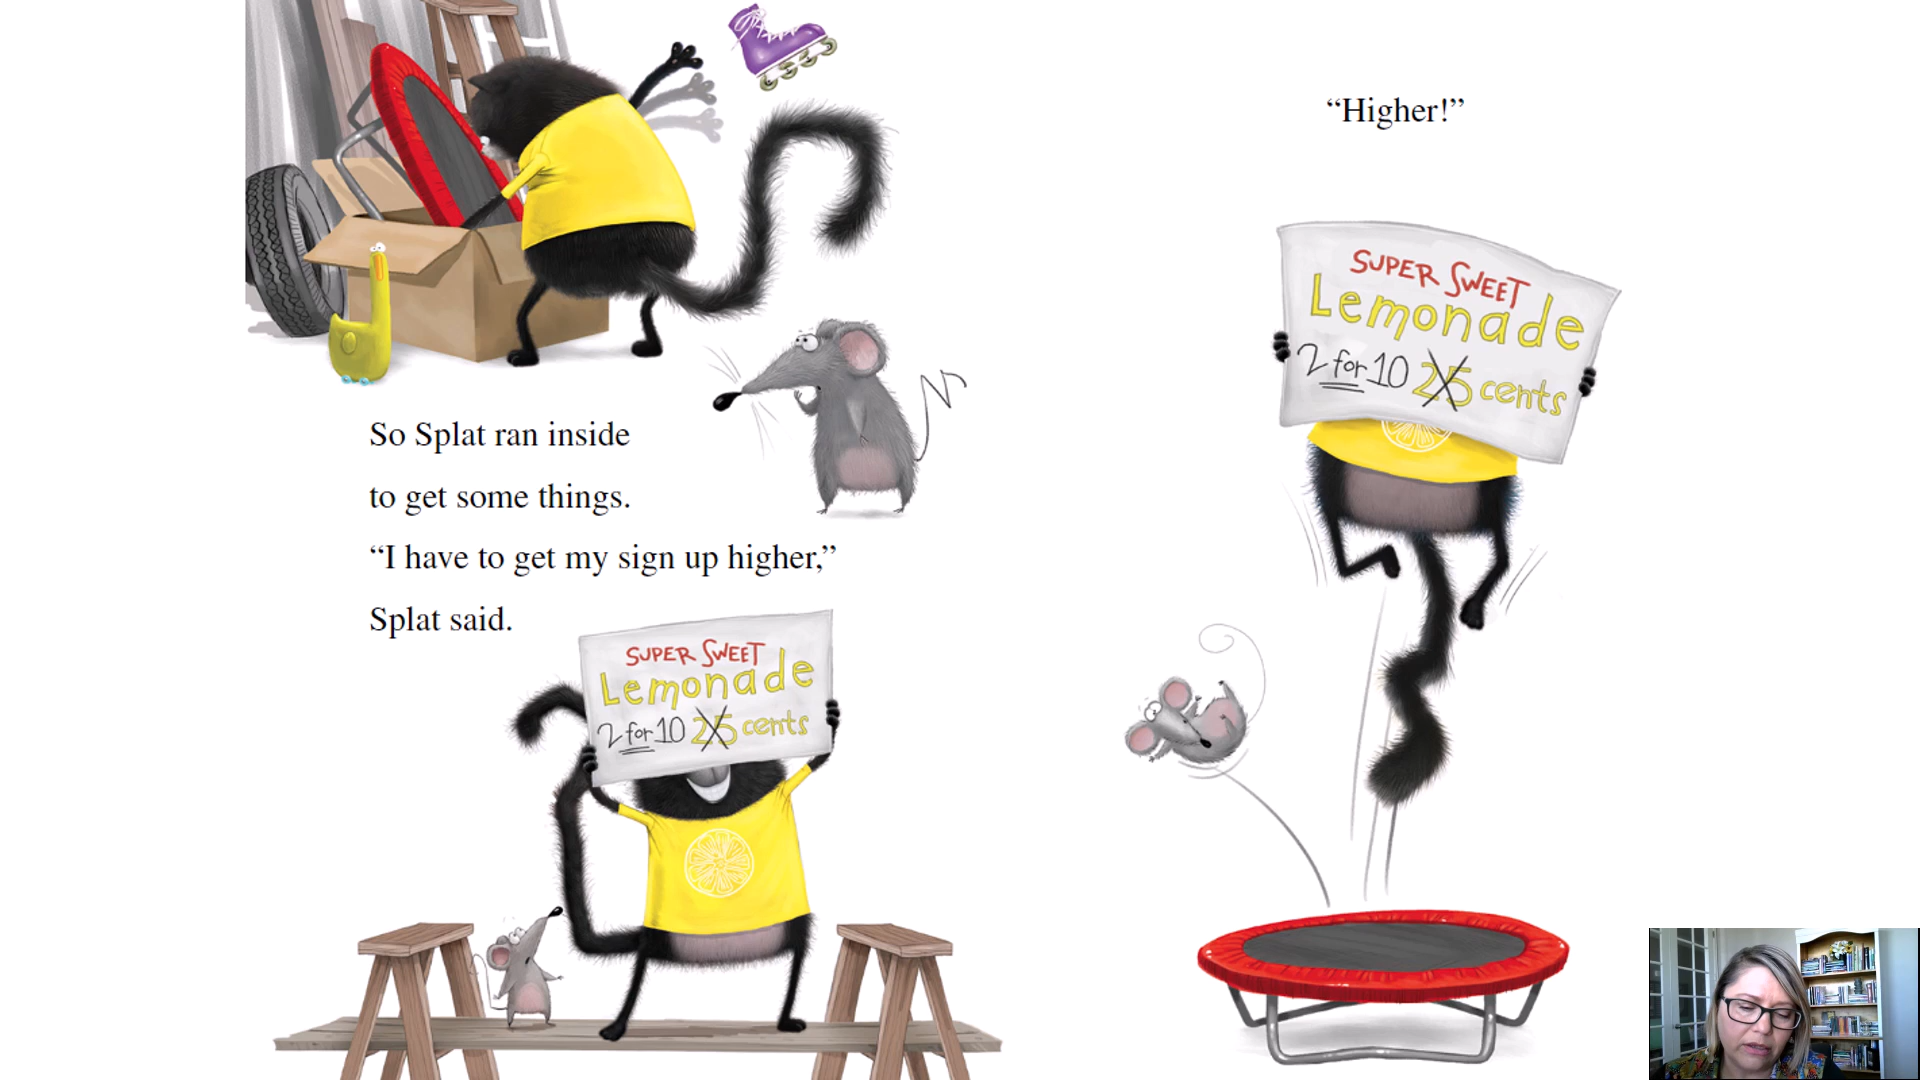 So Splat ran inside
to get some things.
“I have to get my sign up higher,”
Splat said.
SUPER SWEET
Lemonade
2 for 10 25 cents
“Higher!”
SUPER SWEET
Lemonade
2 for 10 25 cents